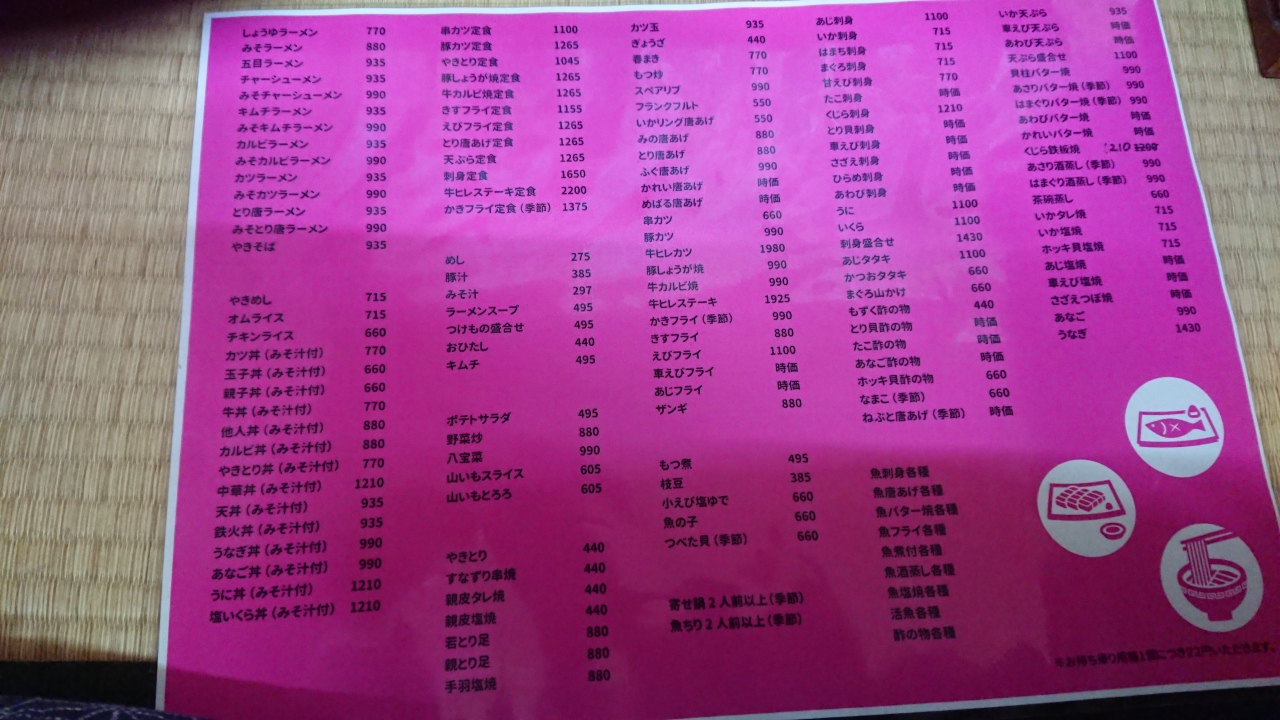 しょうゆラーメン 770
みそラーメン 880
五目ラーメン 935
チャーシューメン 935
みそチャーシューメン 990
キムチラーメン 935
みそキムチラーメン 990
カルビラーメン 935
みそカルビラーメン 990
カツラーメン 935
みそカツラーメン 990
とり唐ラーメン 935
みそとり唐ラーメン 990
やきそば 935
やきめし 715
オムライス 715
チキンライス 660
カツ丼(みそ汁付) 770
玉子丼(みそ汁付) 660
親子丼(みそ汁付) 660
牛丼(みそ汁付) 770
他人丼(みそ汁付) 880
カルビ丼(みそ汁付) 880
やきとり丼(みそ汁付) 770
中華丼(みそ汁付) 1210
天丼(みそ汁付) 935
鉄火丼(みそ汁付) 935
うなぎ丼(みそ汁付) 990
あなご丼(みそ汁付) 990
うに丼(みそ汁付) 1210
塩いくら丼(みそ汁付) 1210
串カツ定食 1100
豚カツ定食 1265
やきとり定食 1045
豚しょうが焼定食 1265
牛カルビ焼定食 1265
きすフライ定食 1155
えびフライ定食 1265
とり唐あげ定食 1265
天ぷら定食 1265
刺身定食 1650
牛ヒレステーキ定食 2200
かきフライ定食(季節) 1375
めし 275
豚汁 385
みそ汁 297
ラーメンスープ 495
つけもの盛合せ 495
おひたし 440
キムチ 495
ポテトサラダ 495
野菜炒 880
八宝菜 990
山いもスライス 605
山いもとろろ 605
やきとり 440
すなずり串焼 440
親皮タレ焼 440
親皮塩焼 440
若とり足 880
親とり足 880
手羽塩焼 880
カツ玉 935
ぎょうざ 440
春まき 770
もつ炒 770
スペアリブ 990
フランクフルト 550
いかリング唐あげ 550
みの唐あげ 880
とり唐あげ 880
ふぐ唐あげ 990
かれい唐あげ 時価
めばる唐あげ 時価
串カツ 660
豚カツ 990
牛ヒレカツ 1980
豚しょうが焼 990
牛カルビ焼 990
牛ヒレステーキ 1925
かきフライ(季節) 990
きすフライ 880
えびフライ 1100
車えびフライ 時価
あじフライ 時価
ザンギ 880
もつ煮 495
枝豆 385
小えび塩ゆで 660
魚の子 660
つべた貝(季節) 660
寄せ鍋2人前以上(季節)
魚ちり2人前以上(季節)
あじ刺身 1100
いか刺身 715
はまち刺身 715
まぐろ刺身 715
甘えび刺身 770
たこ刺身 時価
くじら刺身 1210
とり貝刺身 時価
車えび刺身 時価
さざえ刺身 時価
ひらめ刺身 時価
あわび刺身 時価
うに 1100
いくら 1100
刺身盛合せ 1430
あじタタキ 1100
かつおタタキ 660
まぐろ山かけ 660
もずく酢の物 440
とり貝酢の物 時価
たこ酢の物 時価
あなご酢の物 時価
ホッキ貝酢の物 660
なまこ(季節) 660
ねぶと唐あげ(季節) 時価
魚刺身各種
魚唐あげ各種
魚バター焼各種
魚フライ各種
魚煮付各種
魚酒蒸し各種
魚塩焼各種
活魚各種
酢の物各種
いか天ぷら 935
車えび天ぷら 時価
あわび天ぷら 時価
天ぷら盛合せ 1100
貝柱バター焼 990
あさりバター焼(季節) 990
はまぐりバター焼(季節) 990
あわびバター焼 時価
かれいバター焼 時価
くじら鉄板焼 1210 1200
あさり酒蒸し(季節) 990
はまぐり酒蒸し(季節) 990
茶碗蒸し 660
いかタレ焼 715
いか塩焼 715
ホッキ貝塩焼 715
あじ塩焼 時価
車えび塩焼 時価
さざえつぼ焼 時価
あなご 990
うなぎ 1430
※お持ち帰り用箱1個につき22円いただきます。